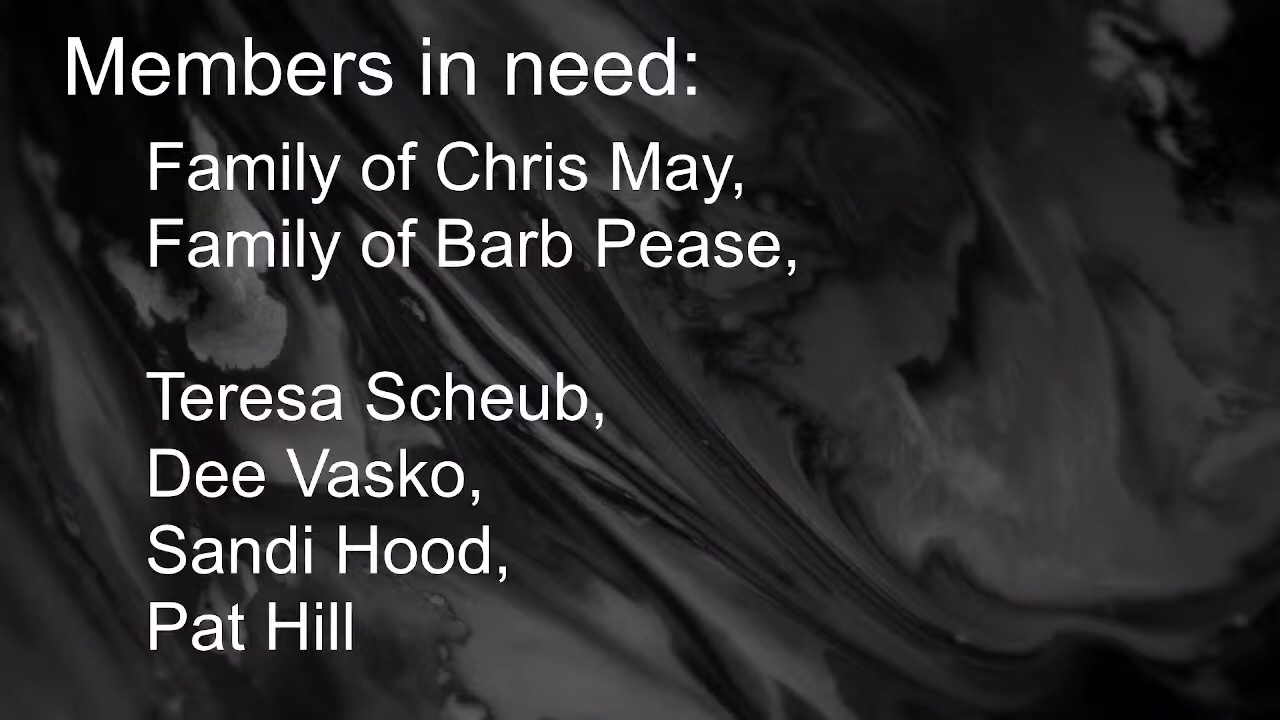 Members in need:
Family of Chris May,
Family of Barb Pease,
Teresa Scheub,
Dee Vasko,
Sandi Hood,
Pat Hill